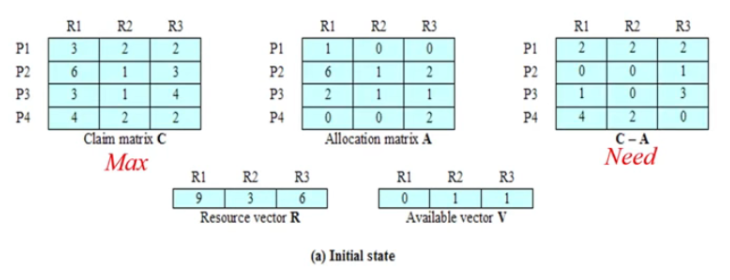 R1 R2 R3 R1 R2 R3 R1 R2 R3
P1 3 2 2 P1 1 0 0 P1 2 2 2
P2 6 1 3 P2 6 1 2 P2 0 0 1
P3 3 1 4 P3 2 1 1 P3 1 0 3
P4 4 2 2 P4 0 0 2 P4 4 2 0
Claim matrix C Allocation matrix A C – A
Max Need
R1 R2 R3 R1 R2 R3
9 3 6 0 1 1
Resource vector R Available vector V
(a) Initial state